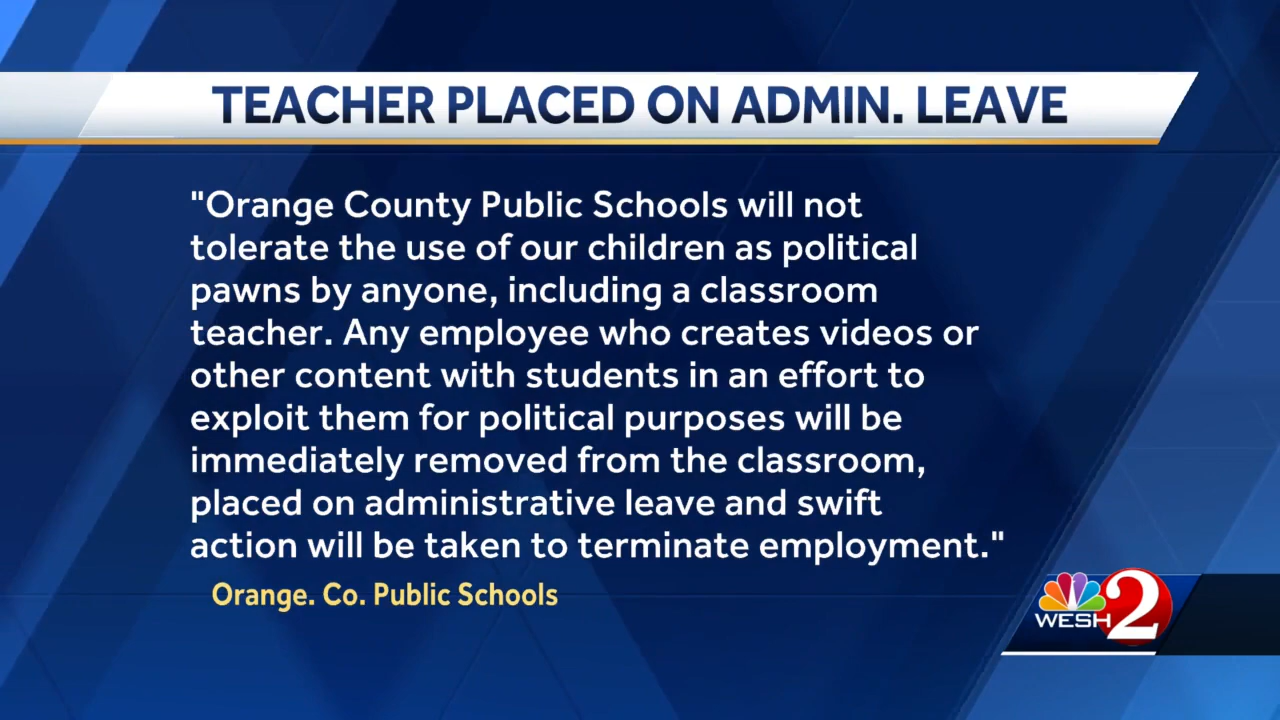 TEACHER PLACED ON ADMIN. LEAVE
"Orange County Public Schools will not
tolerate the use of our children as political
pawns by anyone, including a classroom
teacher. Any employee who creates videos or
other content with students in an effort to
exploit them for political purposes will be
immediately removed from the classroom,
placed on administrative leave and swift
action will be taken to terminate employment."
Orange. Co. Public Schools
WESH 2